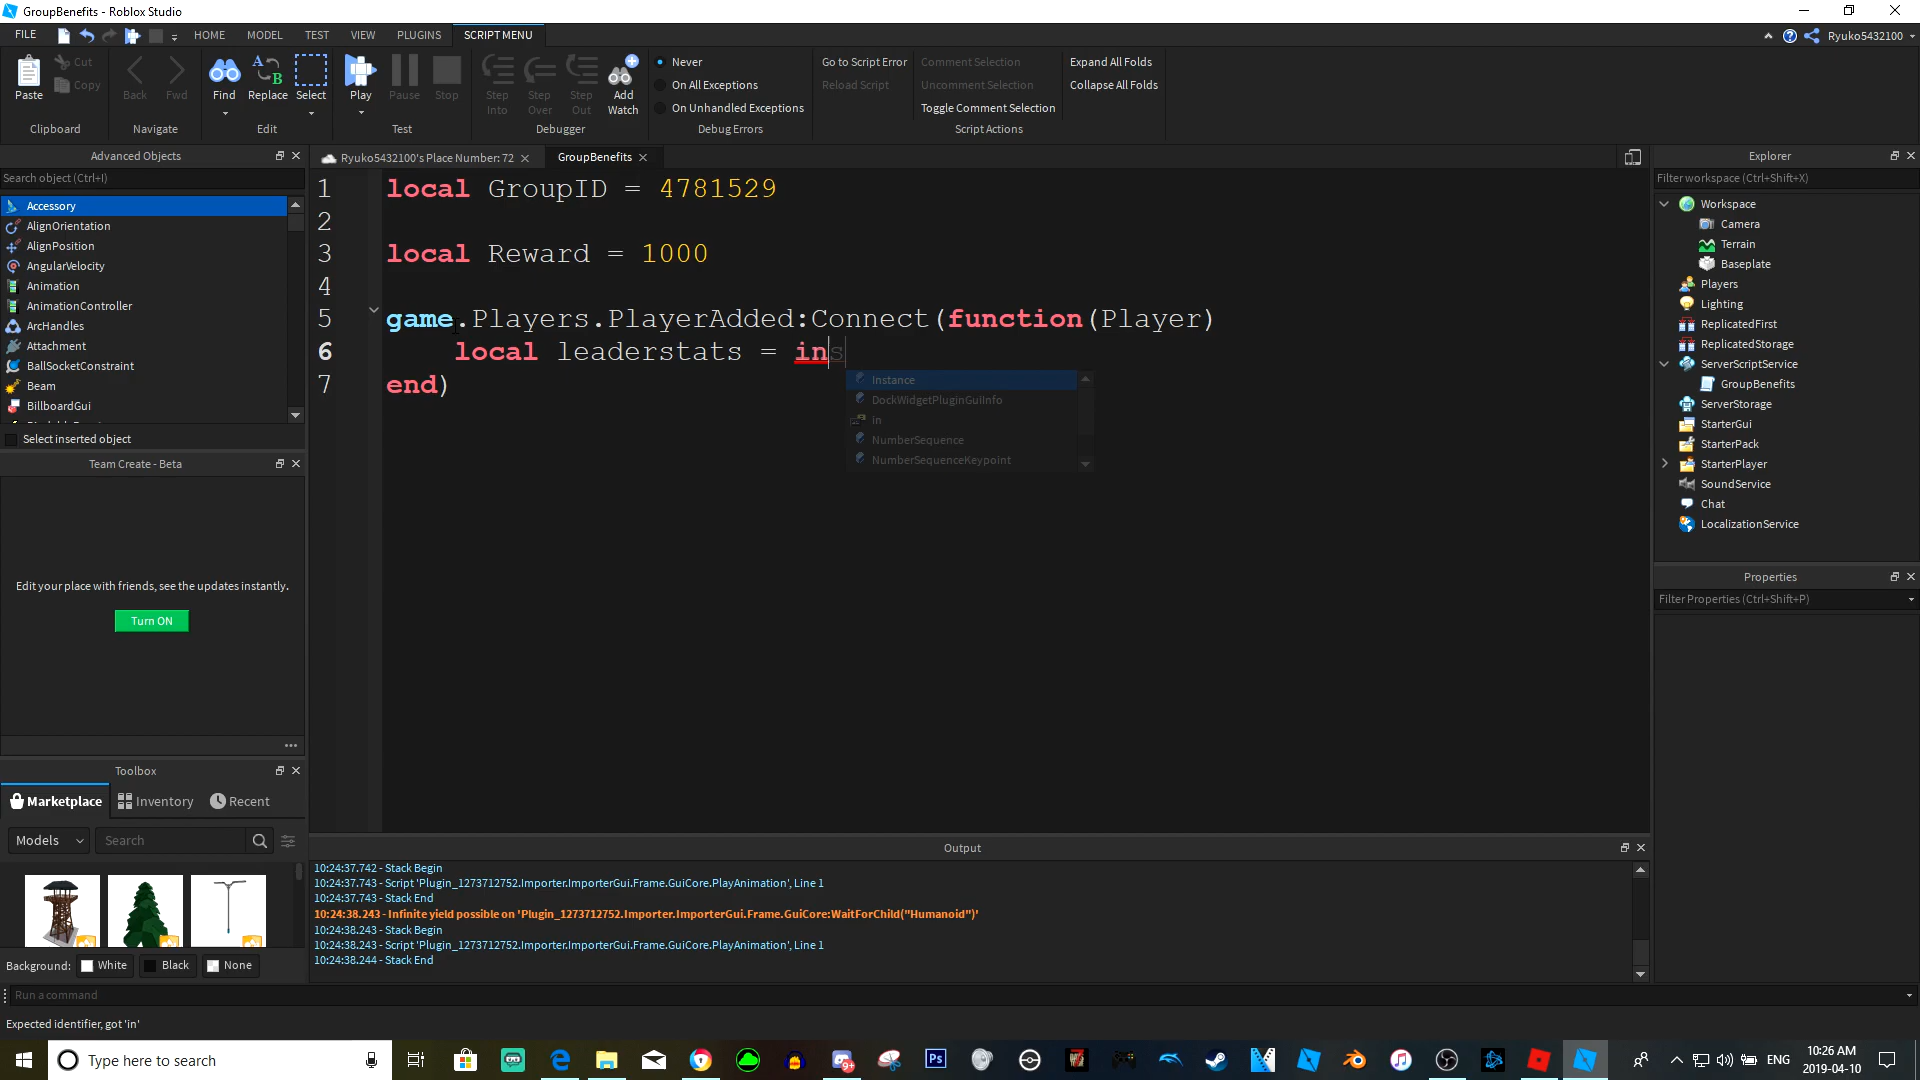 GroupBenefits - Roblox Studio
FILE HOME MODEL TEST VIEW PLUGINS SCRIPT MENU Ryuko5432100
Paste Cut Copy Clipboard
Back Fwd Navigate
Find Replace Select Edit
Play Pause Stop Test
Step Into Step Over Step Out Add Watch Debugger
Never
On All Exceptions
On Unhandled Exceptions
Debug Errors
Go to Script Error
Reload Script
Comment Selection
Uncomment Selection
Toggle Comment Selection
Script Actions
Expand All Folds
Collapse All Folds
Advanced Objects
Search object (Ctrl+I)
Accessory
AlignOrientation
AlignPosition
AngularVelocity
Animation
AnimationController
ArcHandles
Attachment
BallSocketConstraint
Beam
BillboardGui
Select inserted object
Team Create - Beta
Edit your place with friends, see the updates instantly.
Turn ON
Toolbox
Marketplace Inventory Recent
Models Search
Background: White Black None
Ryuko5432100's Place Number: 72 GroupBenefits
1 local GroupID = 4781529
2
3 local Reward = 1000
4
5 game.Players.PlayerAdded:Connect(function(Player)
6 local leaderstats = ins
7 end)
Instance
DockWidgetPluginGuiInfo
in
NumberSequence
NumberSequenceKeypoint
Output
10:24:37.742 - Stack Begin
10:24:37.743 - Script 'Plugin_1273712752.Importer.ImporterGui.Frame.GuiCore.PlayAnimation', Line 1
10:24:37.743 - Stack End
10:24:38.243 - Infinite yield possible on 'Plugin_1273712752.Importer.ImporterGui.Frame.GuiCore:WaitForChild("Humanoid")'
10:24:38.243 - Stack Begin
10:24:38.243 - Script 'Plugin_1273712752.Importer.ImporterGui.Frame.GuiCore.PlayAnimation', Line 1
10:24:38.244 - Stack End
Explorer
Filter workspace (Ctrl+Shift+X)
Workspace
Camera
Terrain
Baseplate
Players
Lighting
ReplicatedFirst
ReplicatedStorage
ServerScriptService
GroupBenefits
ServerStorage
StarterGui
StarterPack
StarterPlayer
SoundService
Chat
LocalizationService
Properties
Filter Properties (Ctrl+Shift+P)
Run a command
Expected identifier, got 'in'
Type here to search
Ps
9+
ENG
10:26 AM
2019-04-10